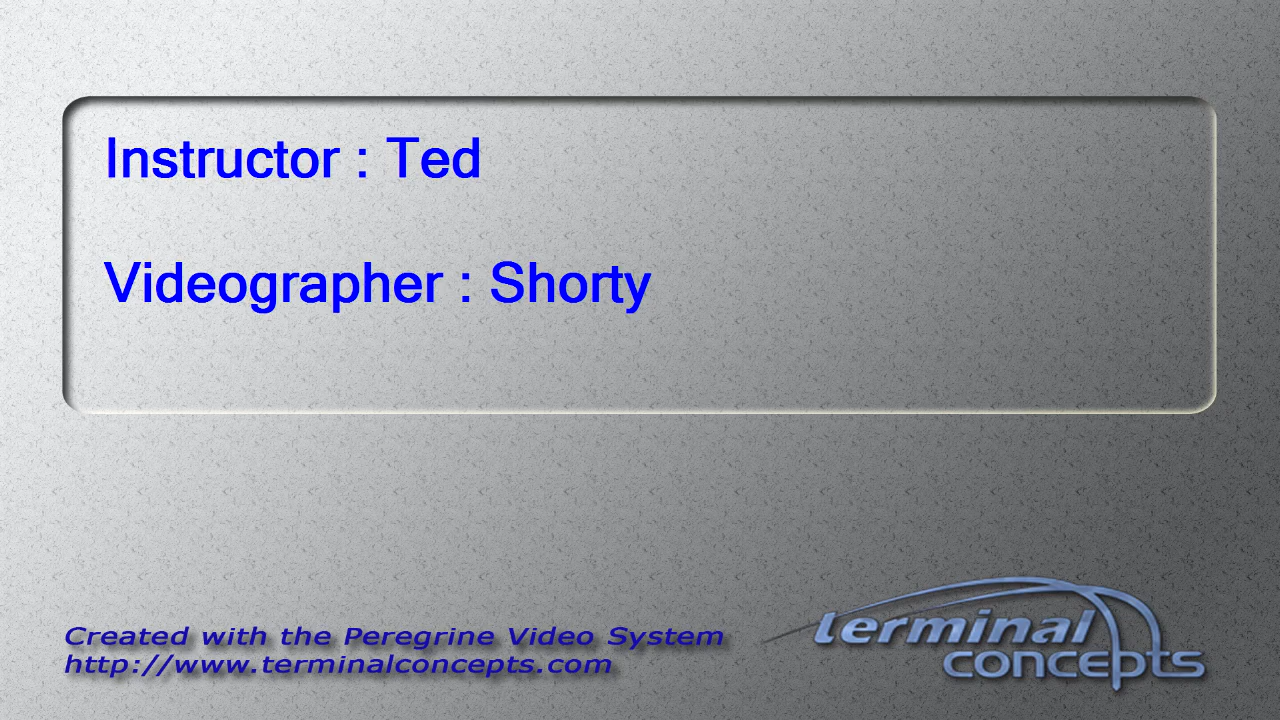 Instructor : Ted
Videographer : Shorty
Created with the Peregrine Video System
http://www.terminalconcepts.com
terminal
concepts